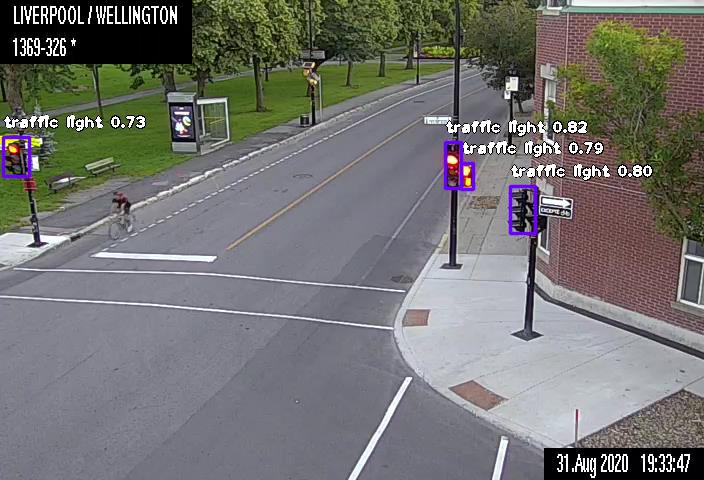 LIVERPOOL / WELLINGTON
1369-326 *
traffic light 0.73
traffic light 0.82
traffic light 0.79
traffic light 0.80
EXCEPTÉ
31.Aug 2020 19:33:47